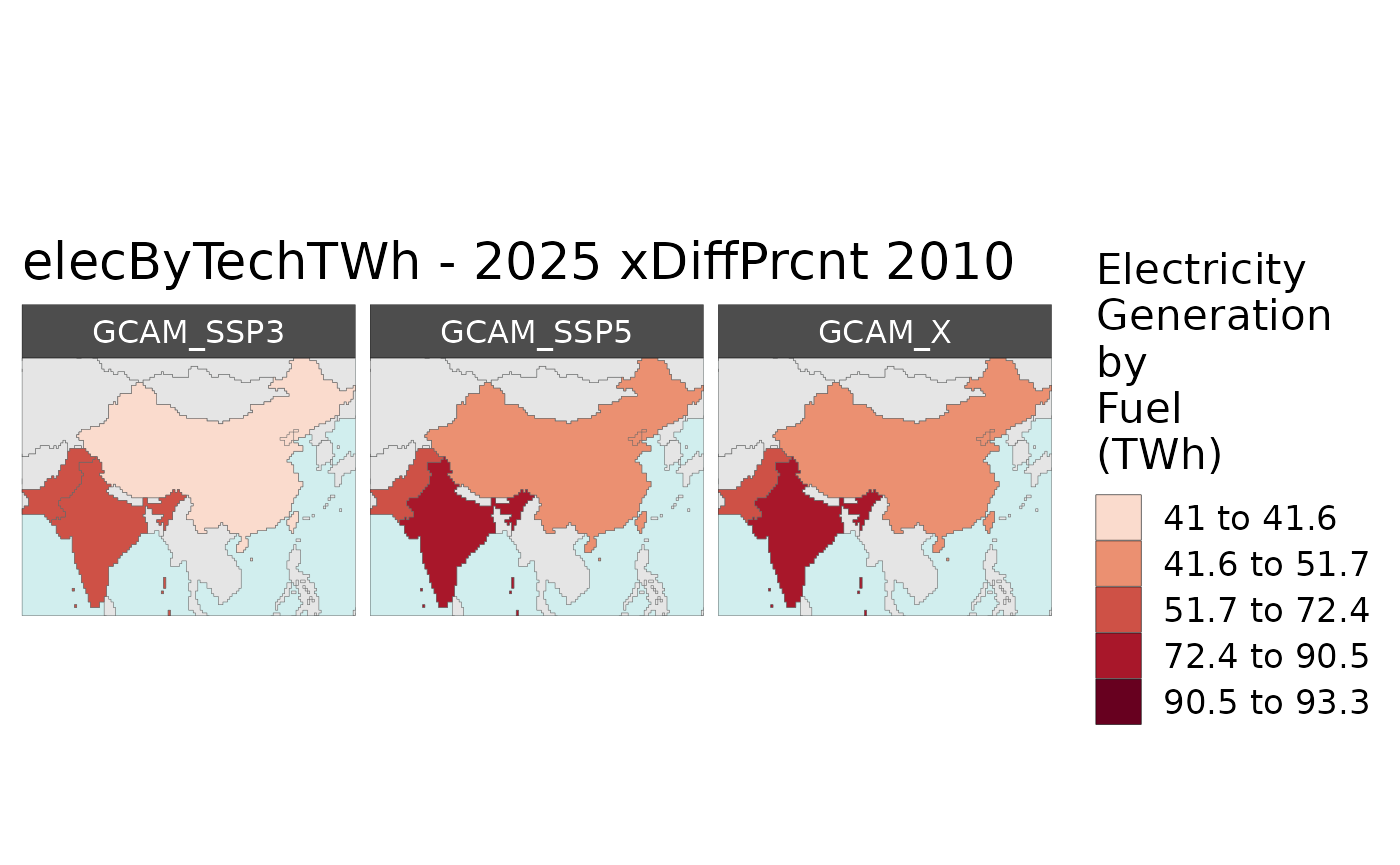 elecByTechTWh - 2025 xDiffPrcnt 2010
GCAM_SSP3
GCAM_SSP5
GCAM_X
Electricity
Generation
by
Fuel
(TWh)
41 to 41.6
41.6 to 51.7
51.7 to 72.4
72.4 to 90.5
90.5 to 93.3